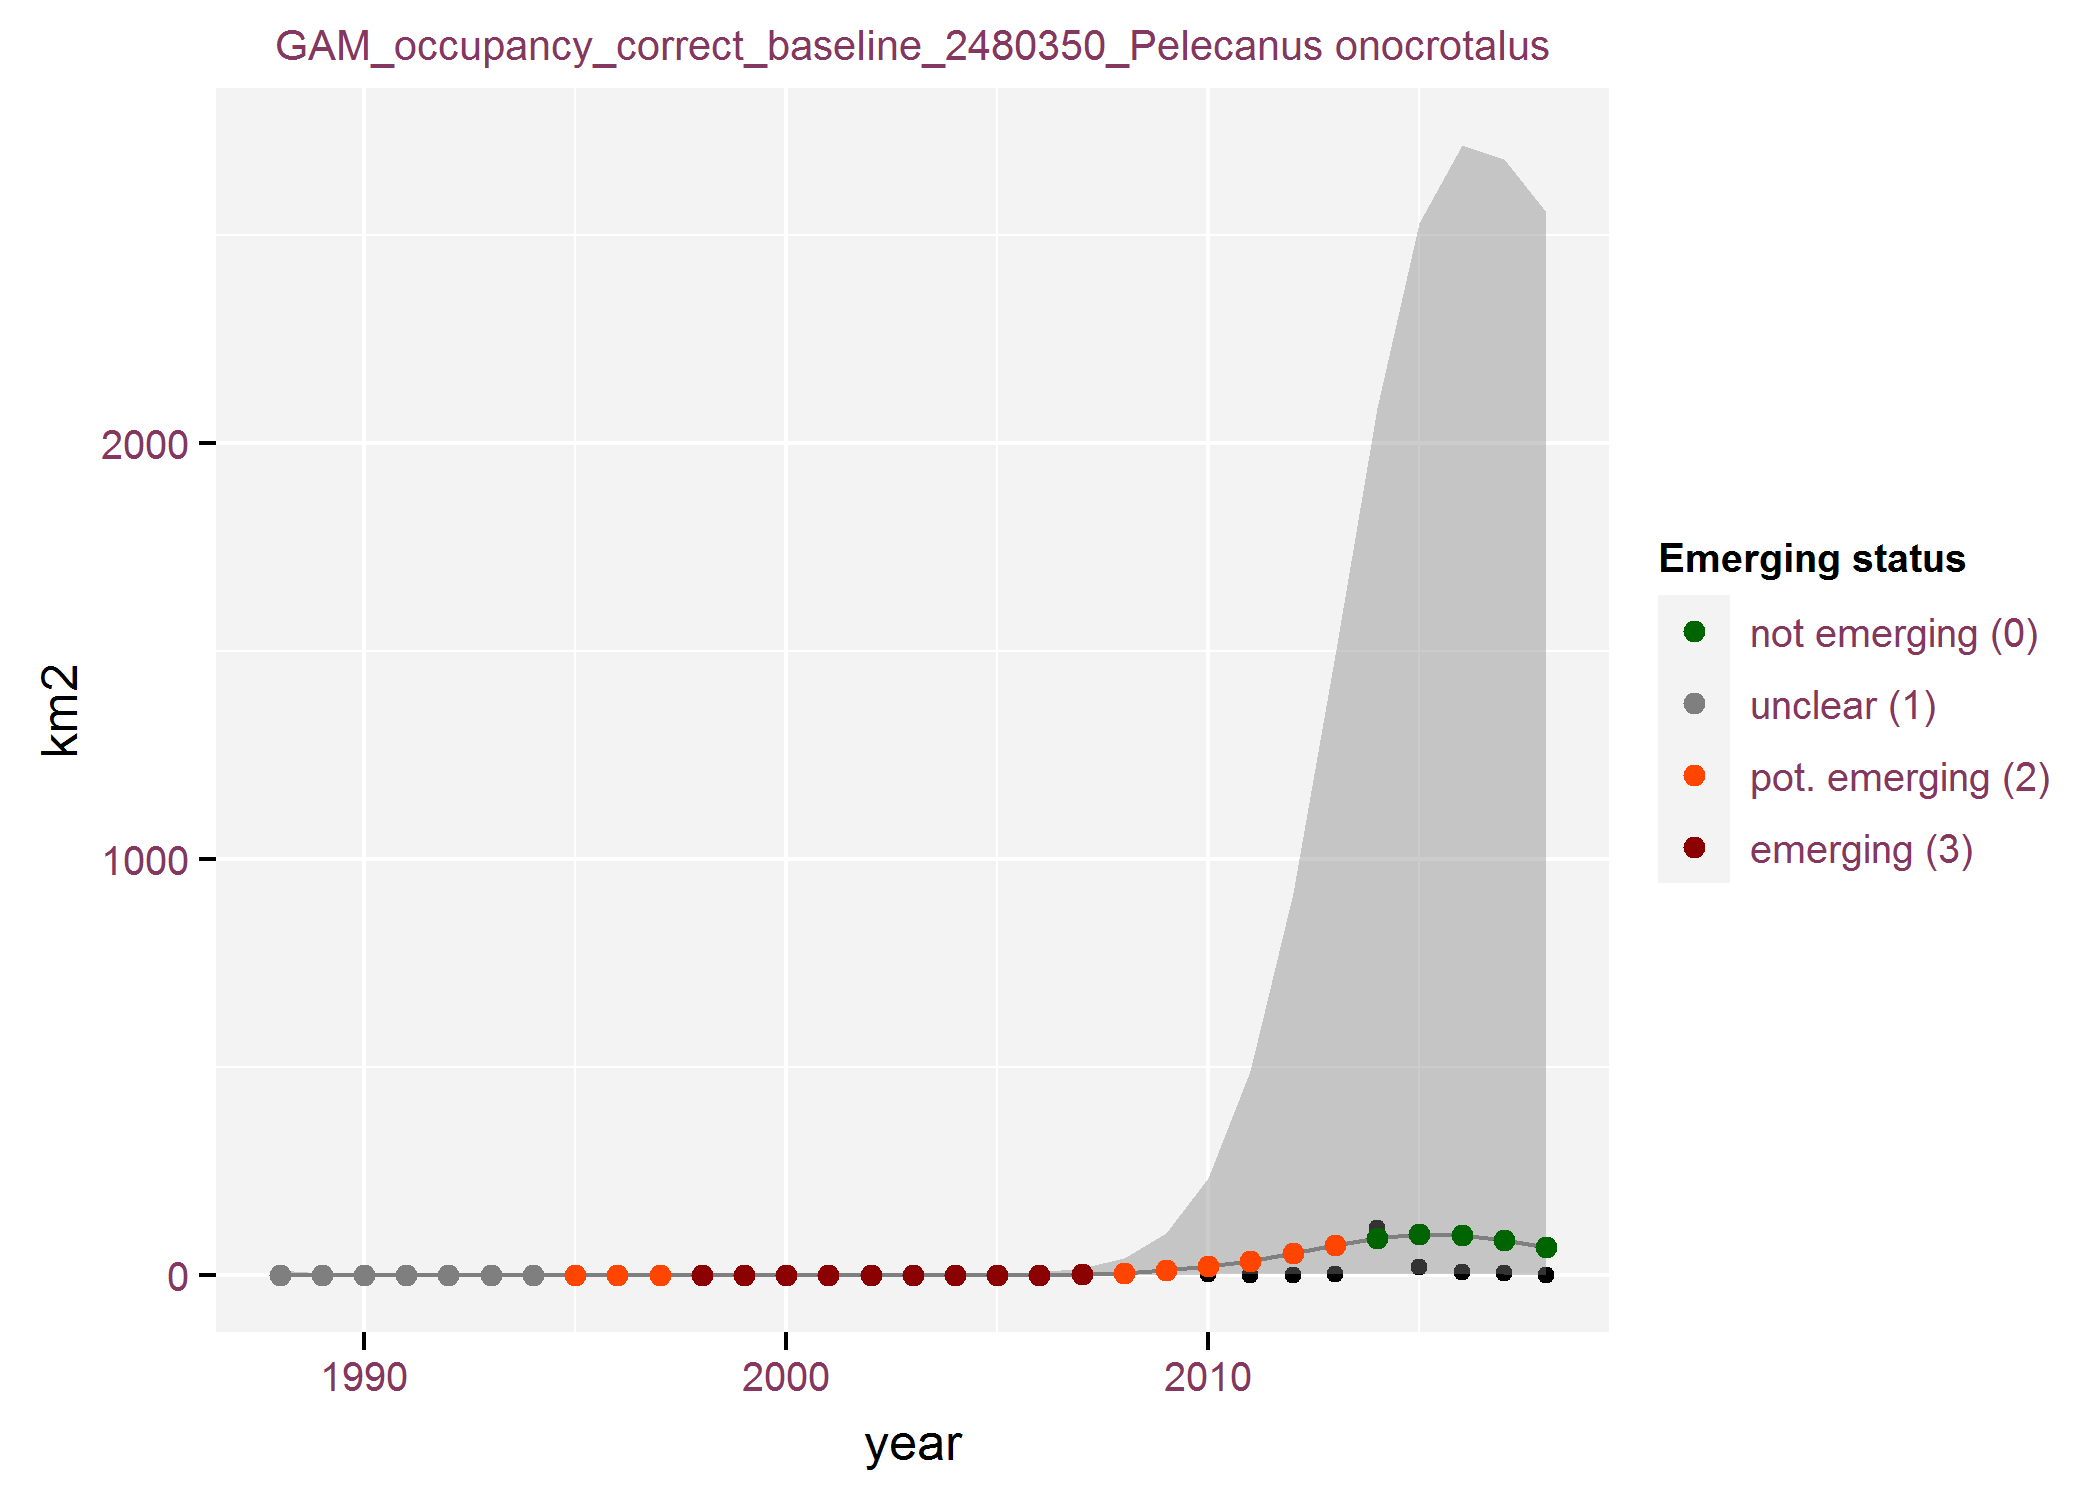 GAM_occupancy_correct_baseline_2480350_Pelecanus onocrotalus
km2
2000
1000
0
1990
2000
2010
year
Emerging status
not emerging (0)
unclear (1)
pot. emerging (2)
emerging (3)